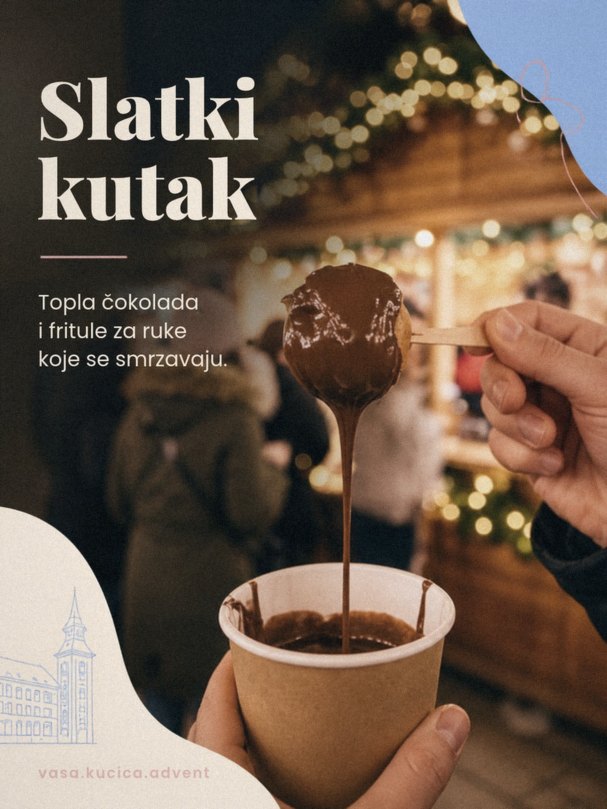 Slatki
kutak
Topla čokolada
i fritule za ruke
koje se smrzavaju.
vasa.kucica.advent